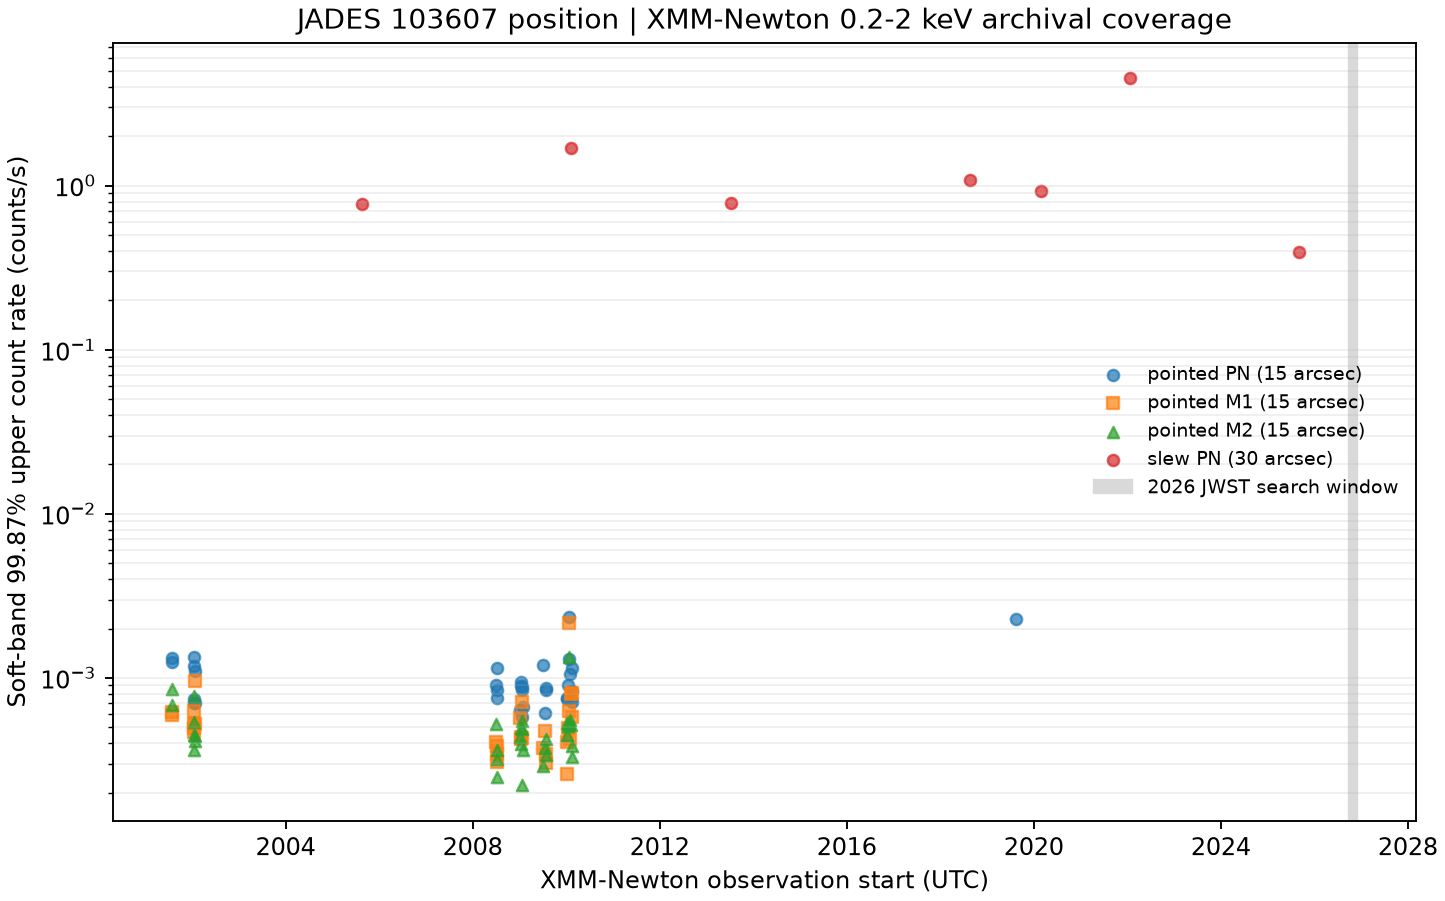 JADES 103607 position | XMM-Newton 0.2-2 keV archival coverage
Soft-band 99.87% upper count rate (counts/s)
10⁰
10⁻¹
10⁻²
10⁻³
pointed PN (15 arcsec)
pointed M1 (15 arcsec)
pointed M2 (15 arcsec)
slew PN (30 arcsec)
2026 JWST search window
2004 2008 2012 2016 2020 2024 2028
XMM-Newton observation start (UTC)